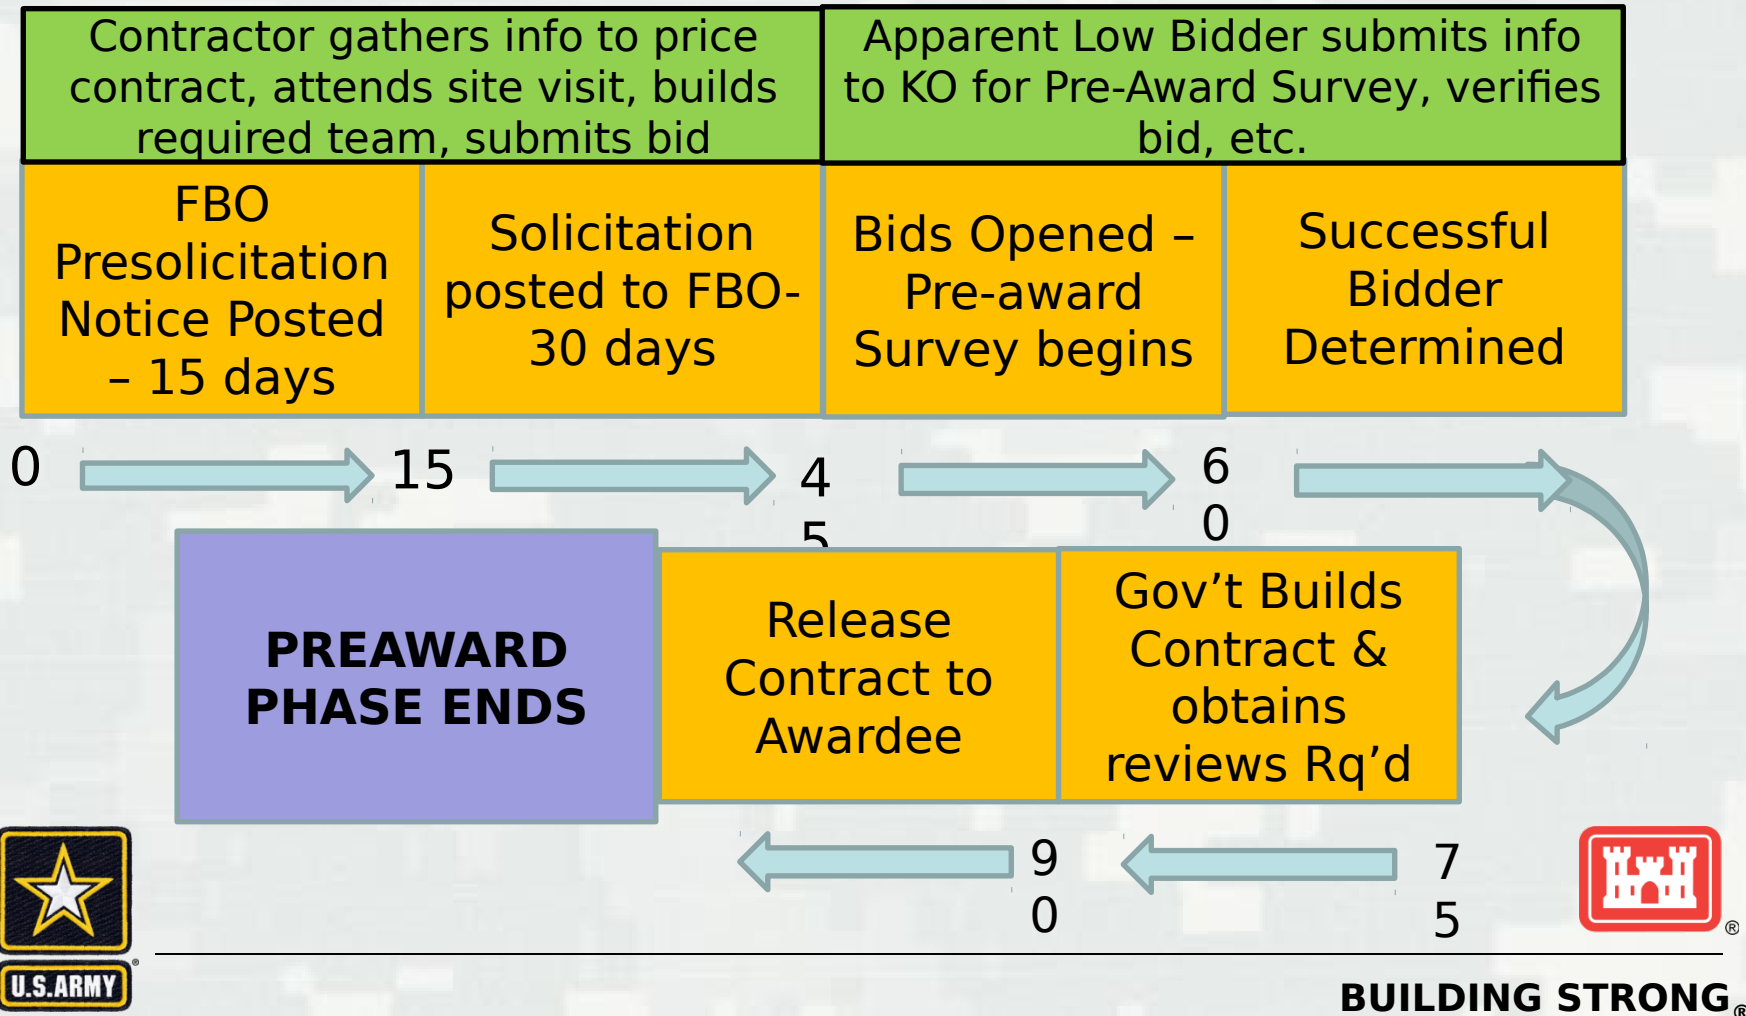 Contractor gathers info to price
contract, attends site visit, builds
required team, submits bid
Apparent Low Bidder submits info
to KO for Pre-Award Survey, verifies
bid, etc.
FBO
Presolicitation
Notice Posted
– 15 days
Solicitation
posted to FBO-
30 days
Bids Opened –
Pre-award
Survey begins
Successful
Bidder
Determined
0
15
4
5
6
0
PREAWARD
PHASE ENDS
Release
Contract to
Awardee
Gov’t Builds
Contract &
obtains
reviews Rq’d
9
0
7
5
®
®
U.S.ARMY
BUILDING STRONG®